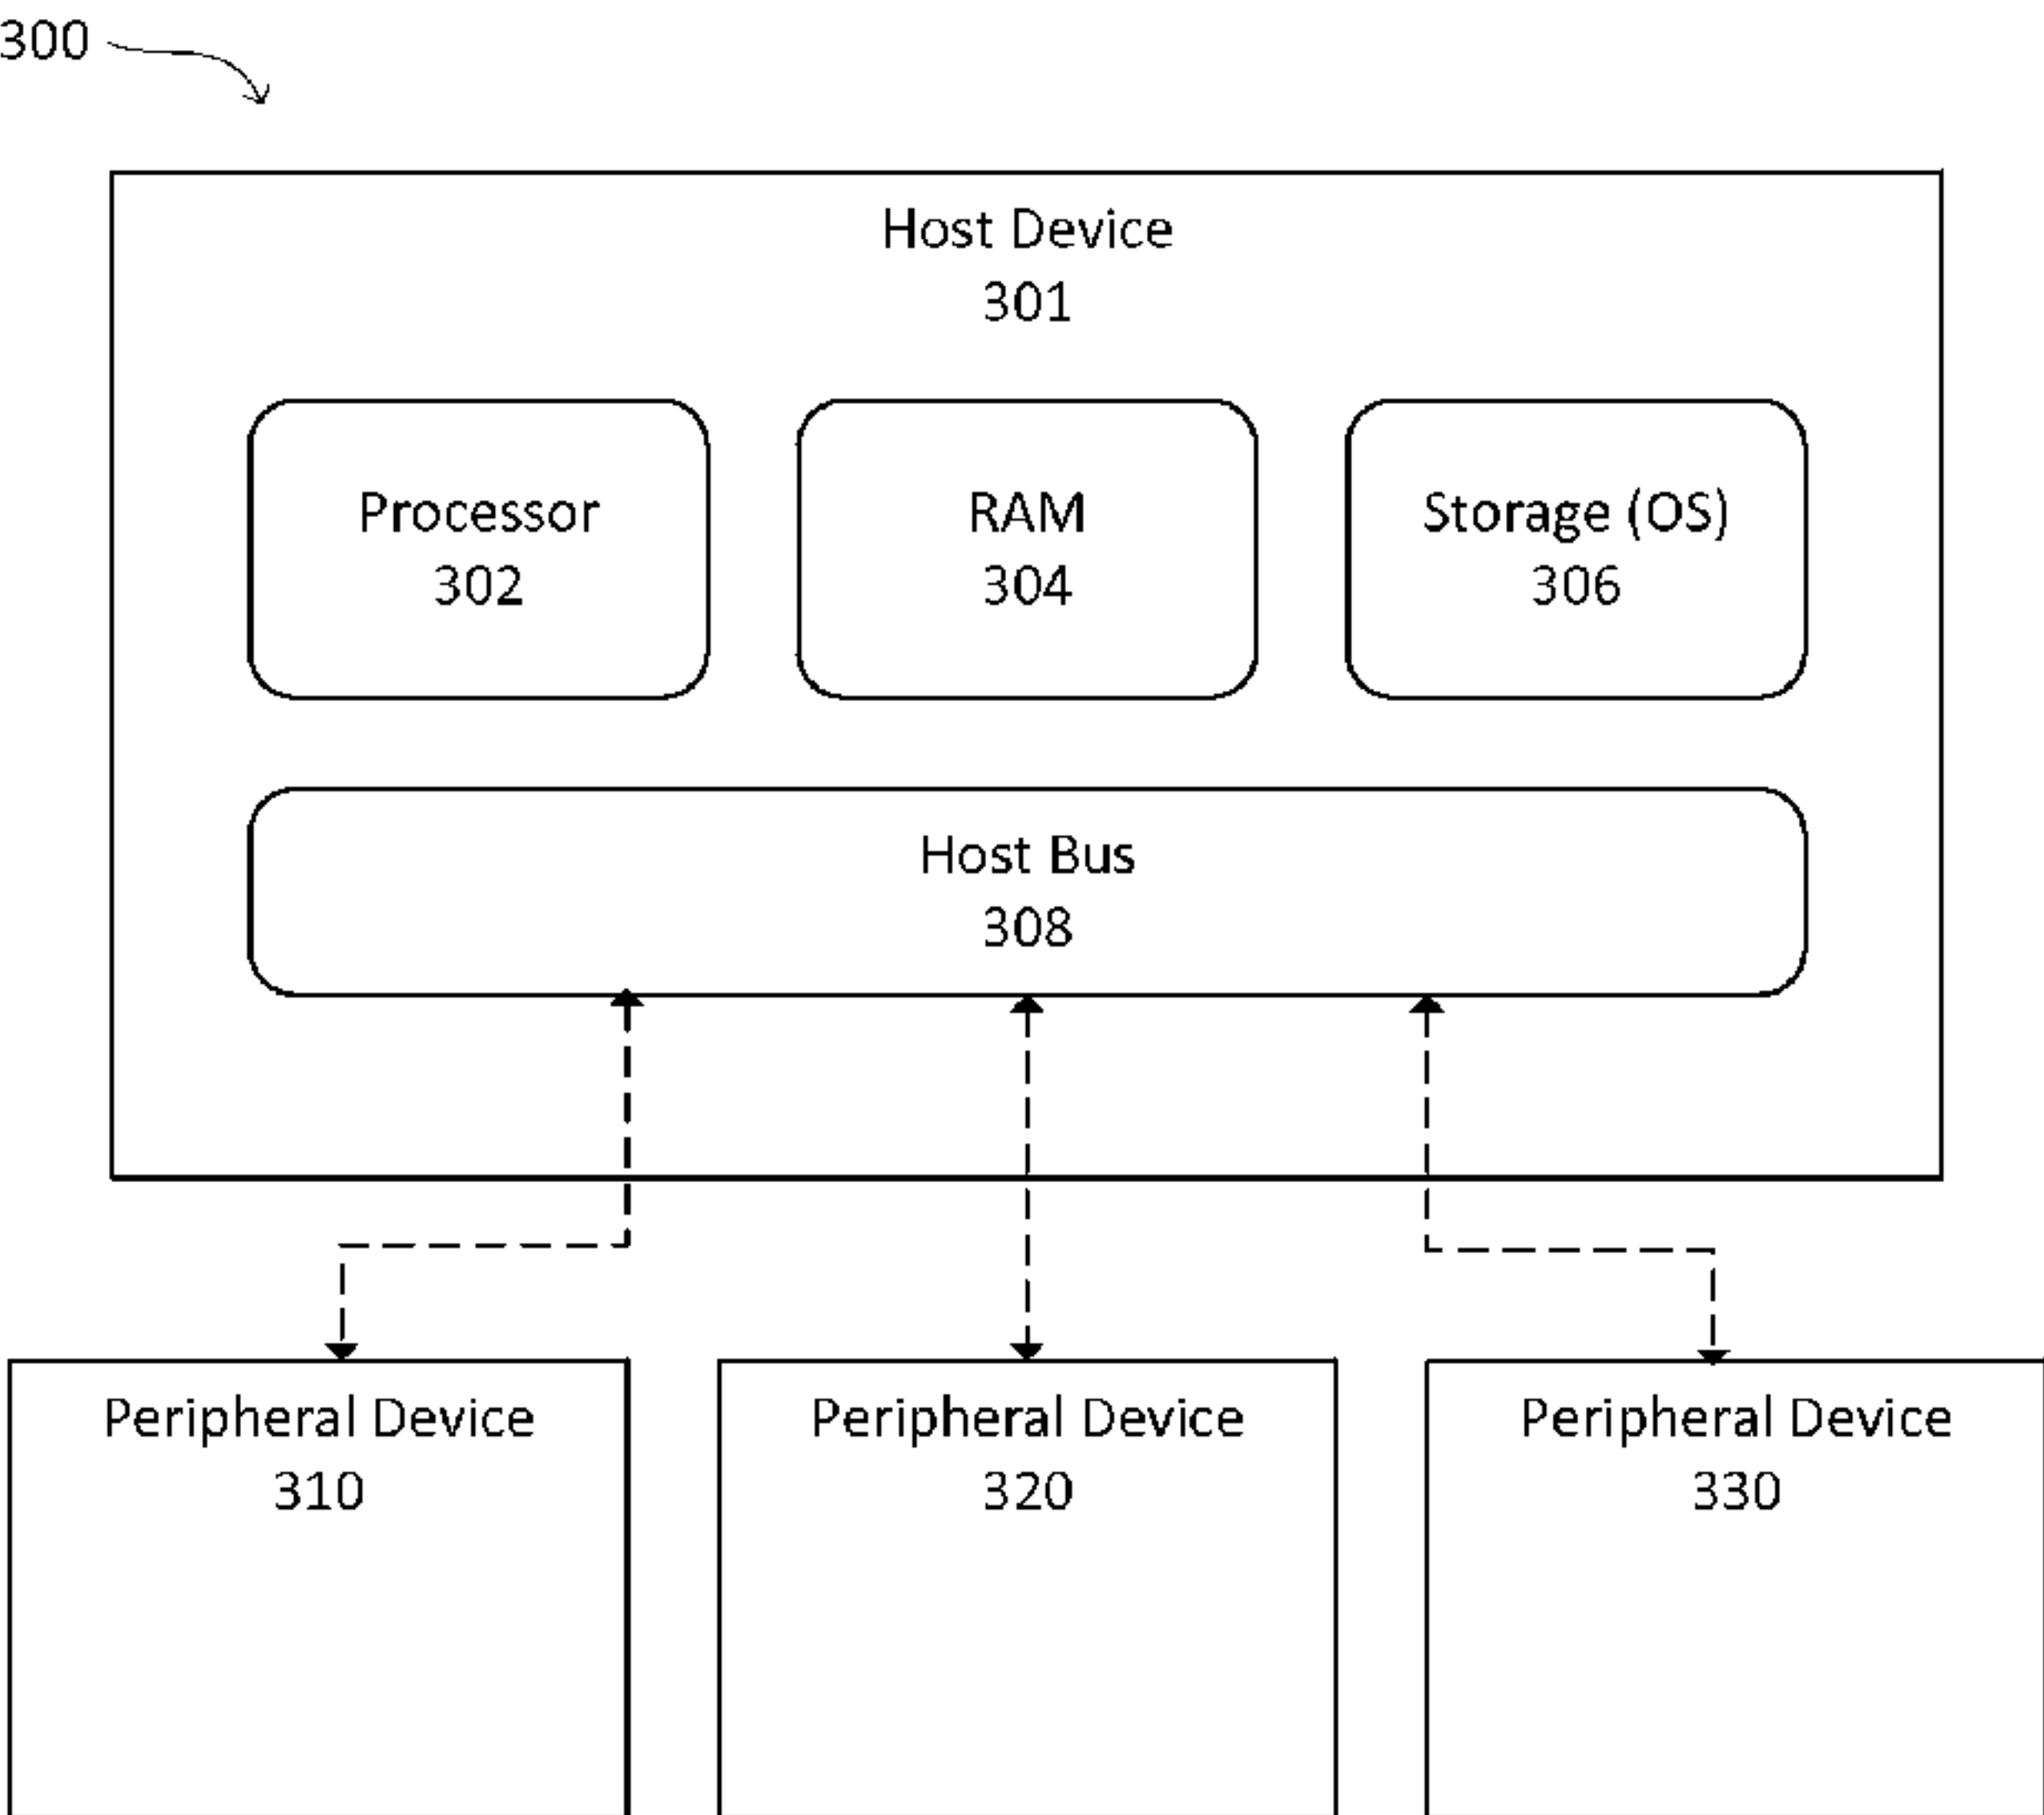 300
Host Device
301
Processor
302
RAM
304
Storage (OS)
306
Host Bus
308
Peripheral Device
310
Peripheral Device
320
Peripheral Device
330